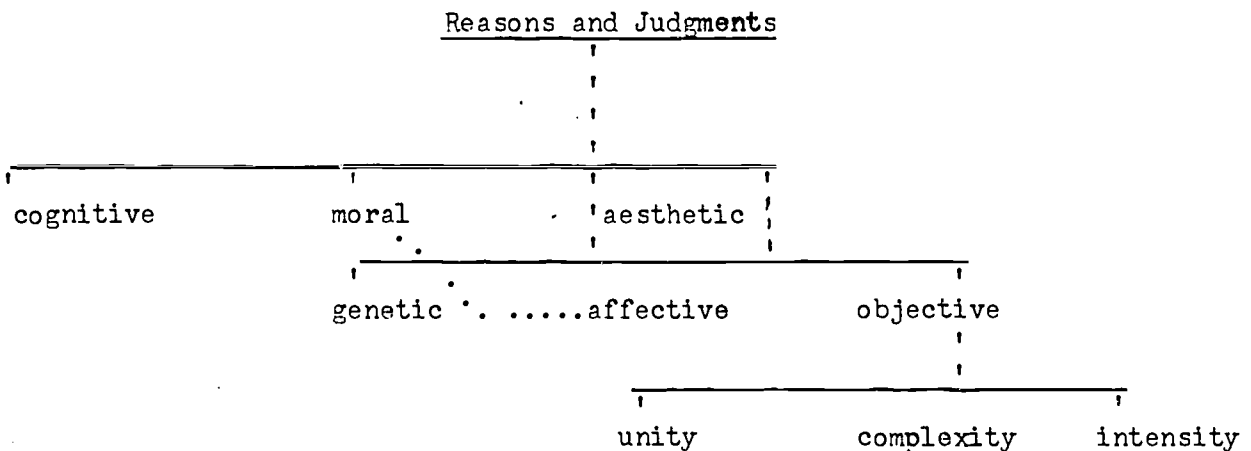 Reasons and Judgments
cognitive moral aesthetic
genetic affective objective
unity complexity intensity